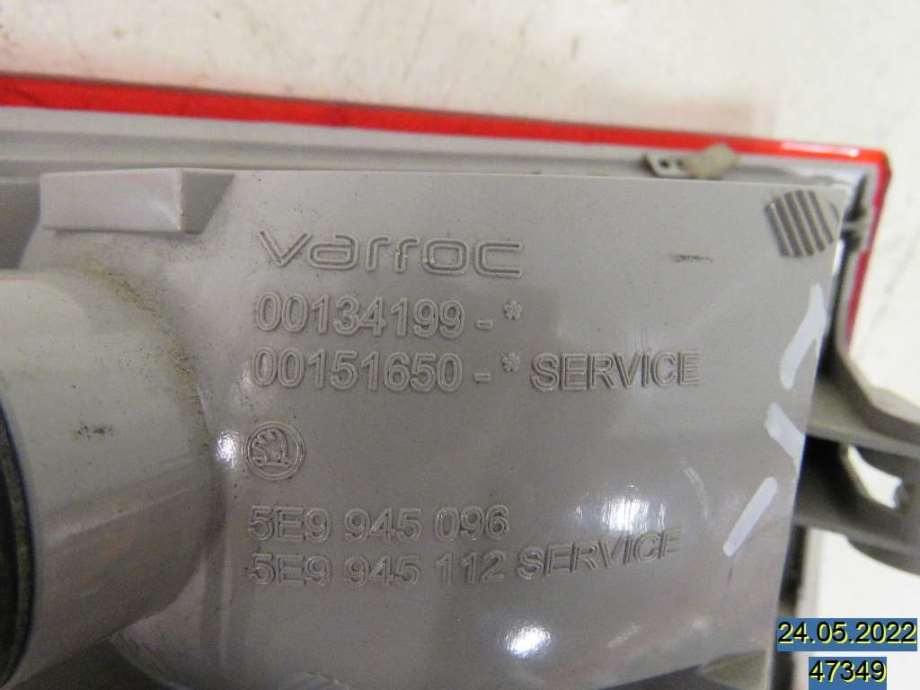 varroc
00134199-*
00151650-* SERVICE
5E9 945 096
5E9 945 112 SERVICE
24.05.2022
47349